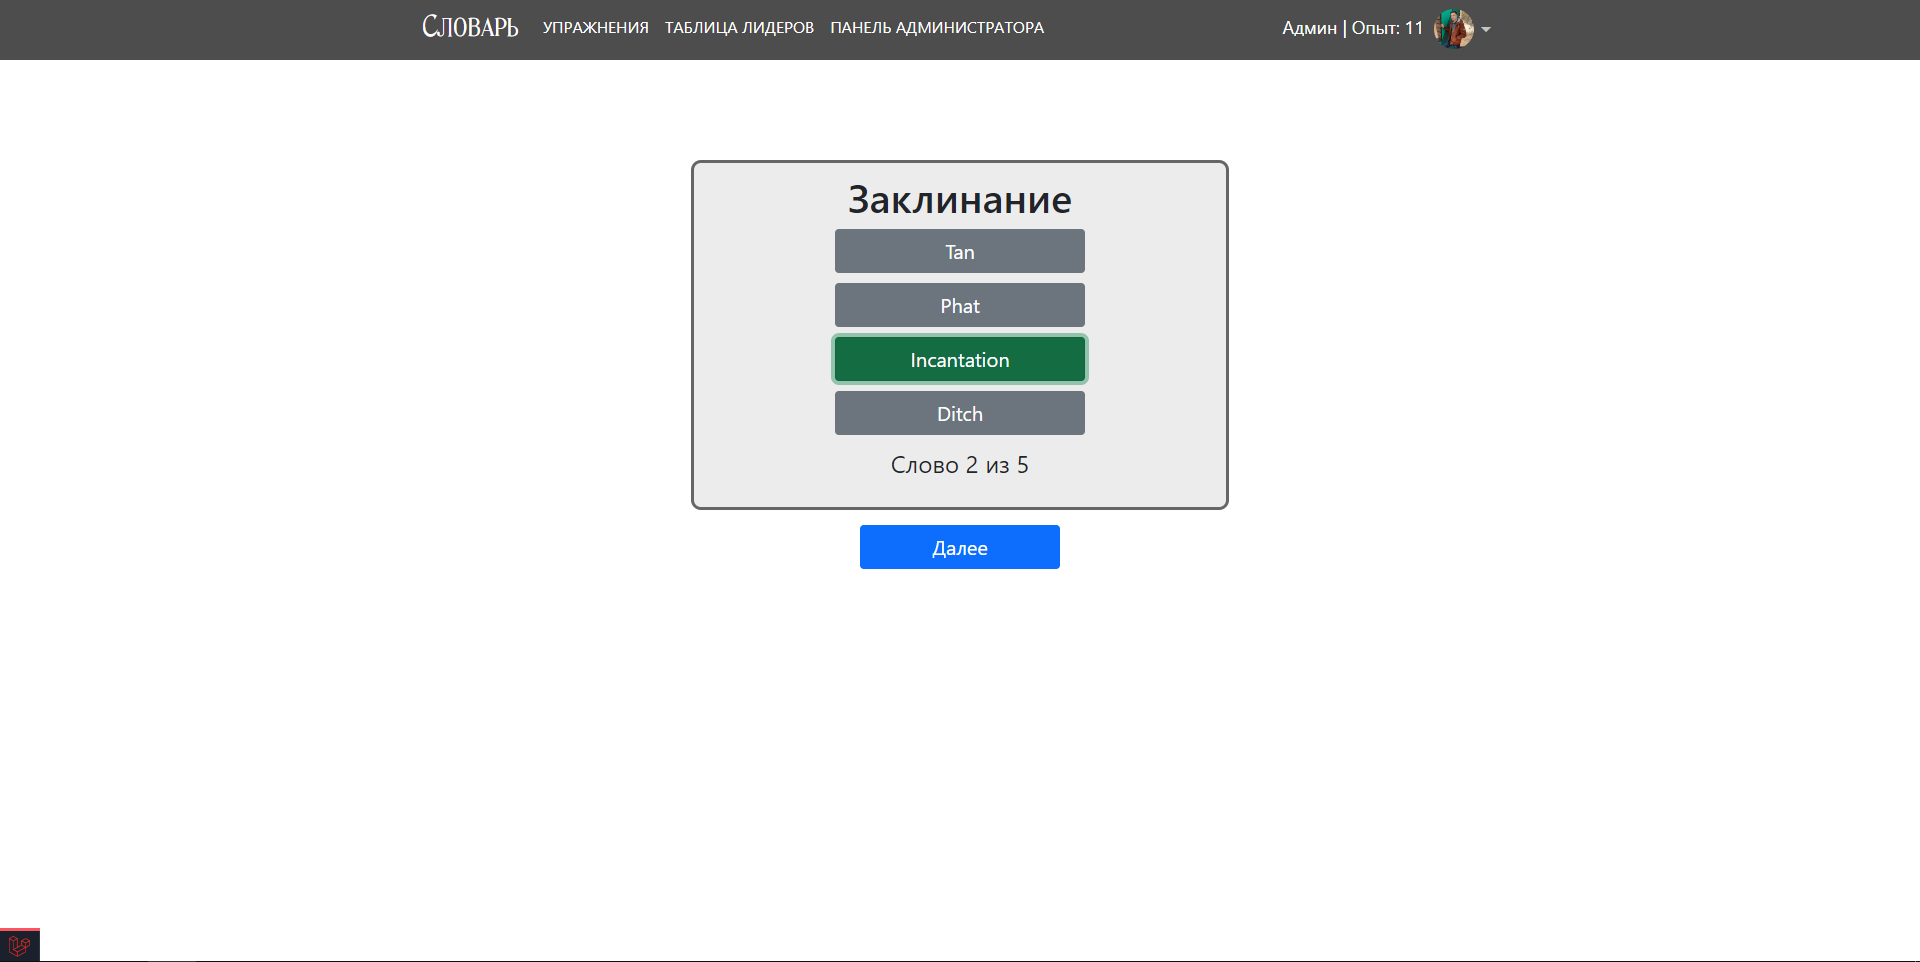 Словарь УПРАЖНЕНИЯ ТАБЛИЦА ЛИДЕРОВ ПАНЕЛЬ АДМИНИСТРАТОРА Админ | Опыт: 11
Заклинание
Tan
Phat
Incantation
Ditch
Слово 2 из 5
Далее